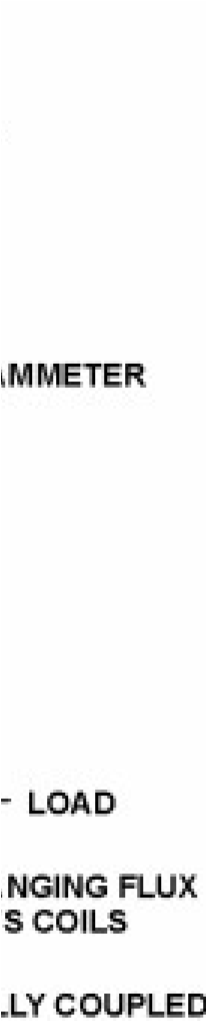 AMMETER
LOAD
NGING FLUX
S COILS
LLY COUPLED